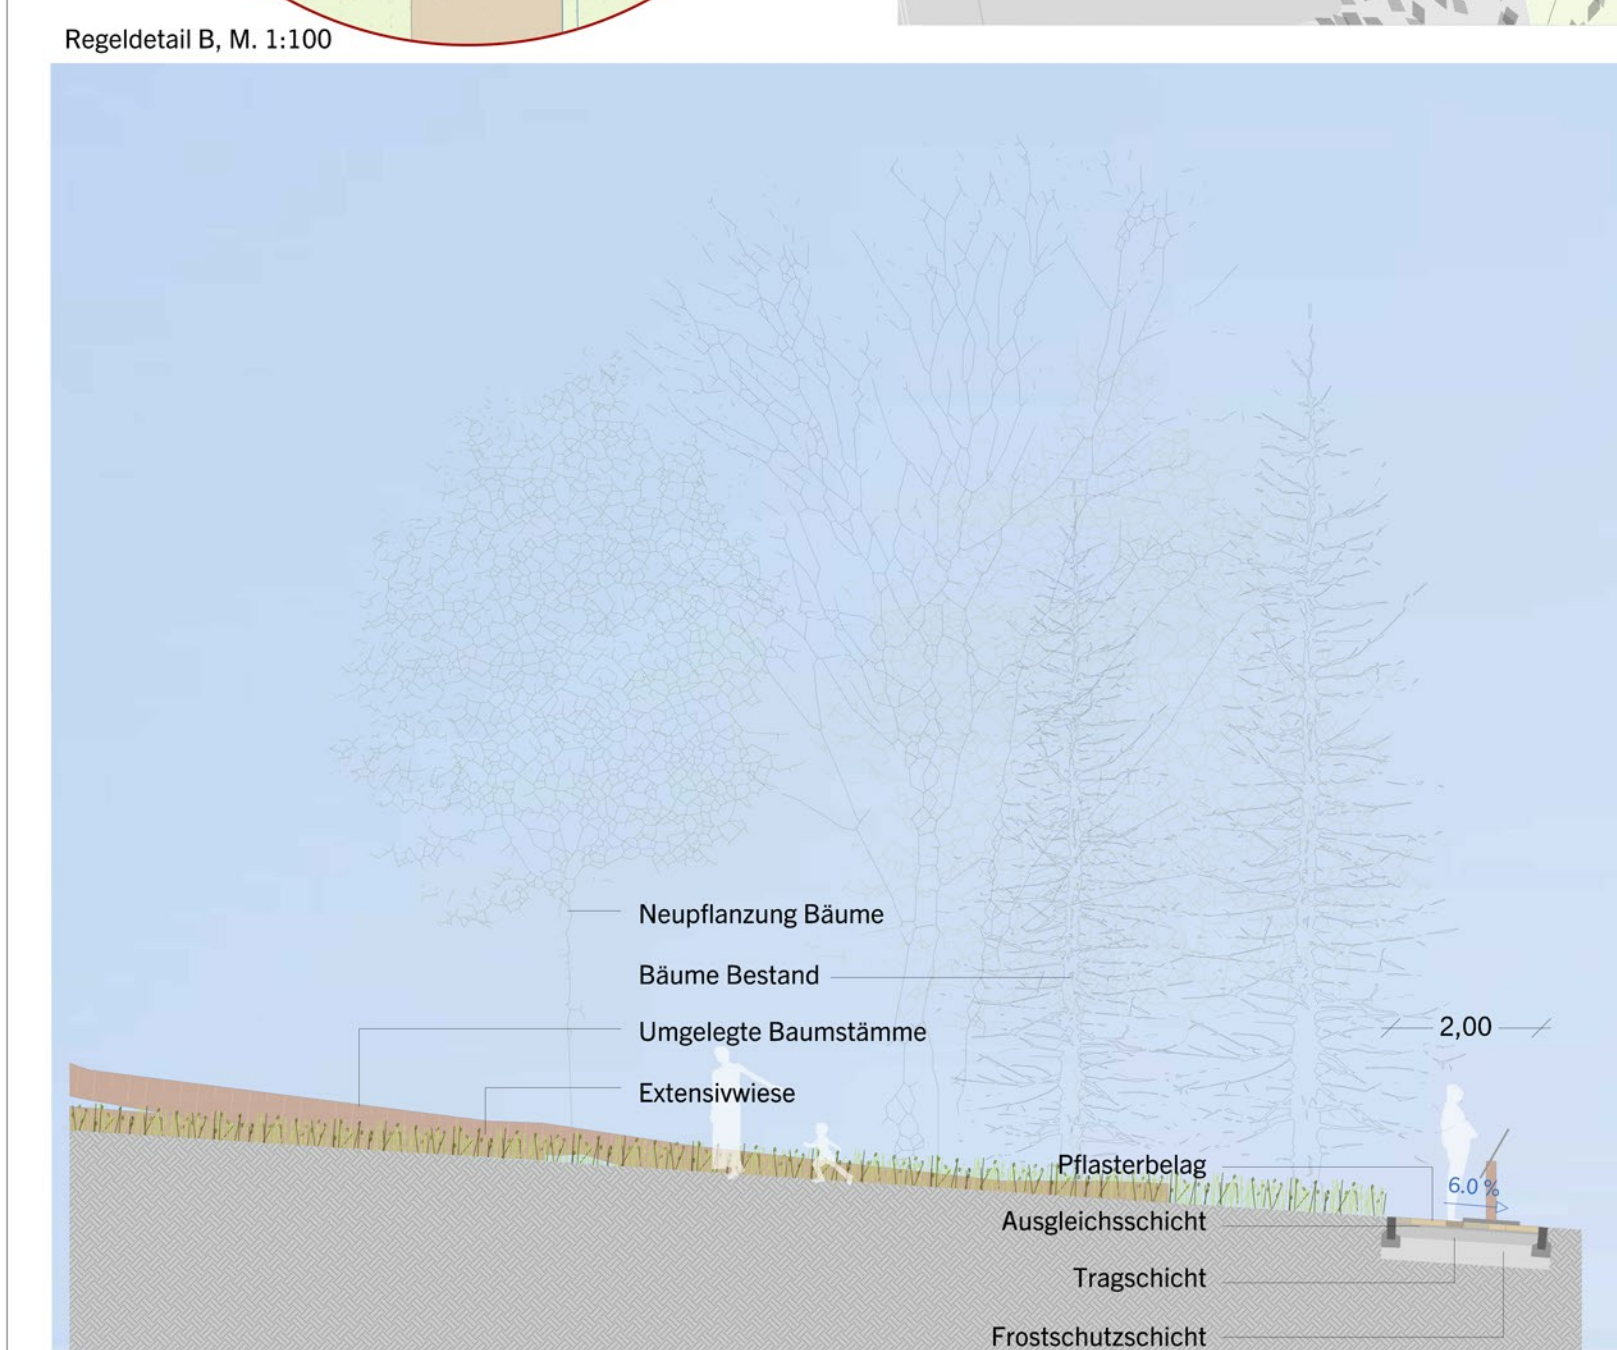 Regeldetail B, M. 1:100
Neupflanzung Bäume
Bäume Bestand
Umgelegte Baumstämme
2,00
Extensivwiese
Pflasterbelag
6.0 %
Ausgleichsschicht
Tragschicht
Frostschutzschicht